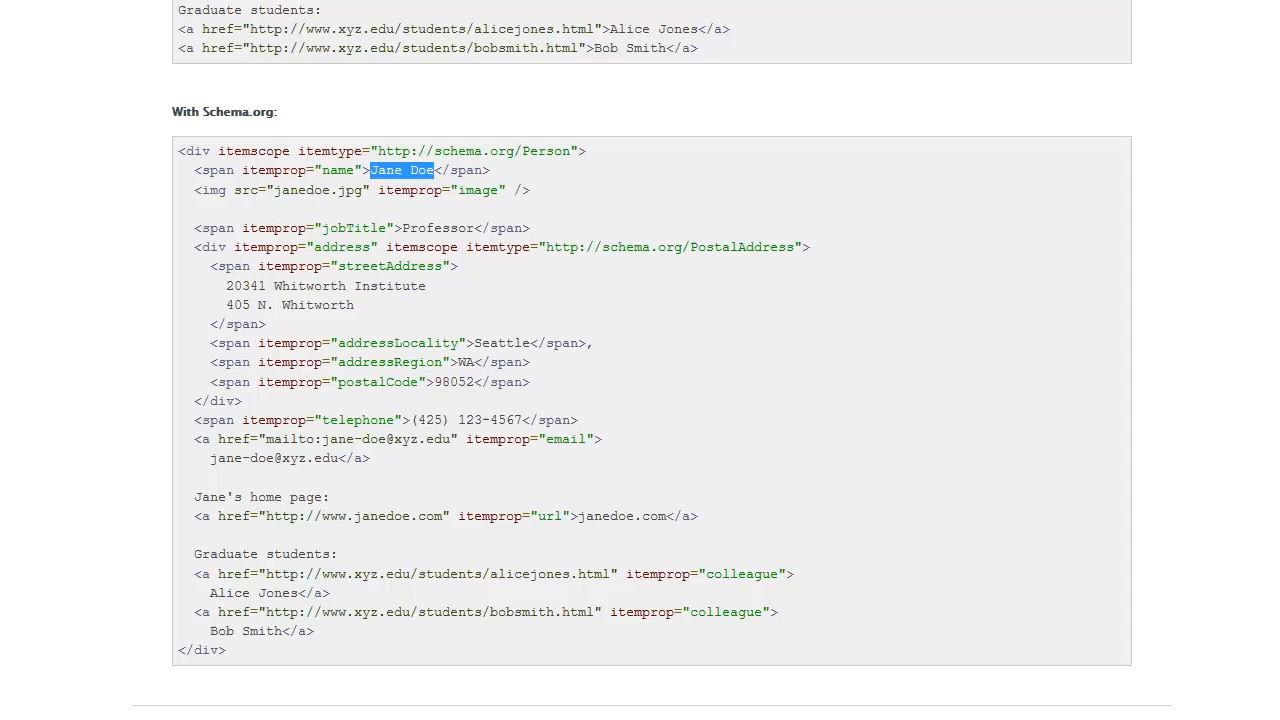 Graduate students:
<a href="http://www.xyz.edu/students/alicejones.html">Alice Jones</a>
<a href="http://www.xyz.edu/students/bobsmith.html">Bob Smith</a>
With Schema.org:
<div itemscope itemtype="http://schema.org/Person">
<span itemprop="name">Jane Doe</span>
<img src="janedoe.jpg" itemprop="image" />
<span itemprop="jobTitle">Professor</span>
<div itemprop="address" itemscope itemtype="http://schema.org/PostalAddress">
<span itemprop="streetAddress">
20341 Whitworth Institute
405 N. Whitworth
</span>
<span itemprop="addressLocality">Seattle</span>,
<span itemprop="addressRegion">WA</span>
<span itemprop="postalCode">98052</span>
</div>
<span itemprop="telephone">(425) 123-4567</span>
<a href="mailto:jane-doe@xyz.edu" itemprop="email">
jane-doe@xyz.edu</a>
Jane's home page:
<a href="http://www.janedoe.com" itemprop="url">janedoe.com</a>
Graduate students:
<a href="http://www.xyz.edu/students/alicejones.html" itemprop="colleague">
Alice Jones</a>
<a href="http://www.xyz.edu/students/bobsmith.html" itemprop="colleague">
Bob Smith</a>
</div>